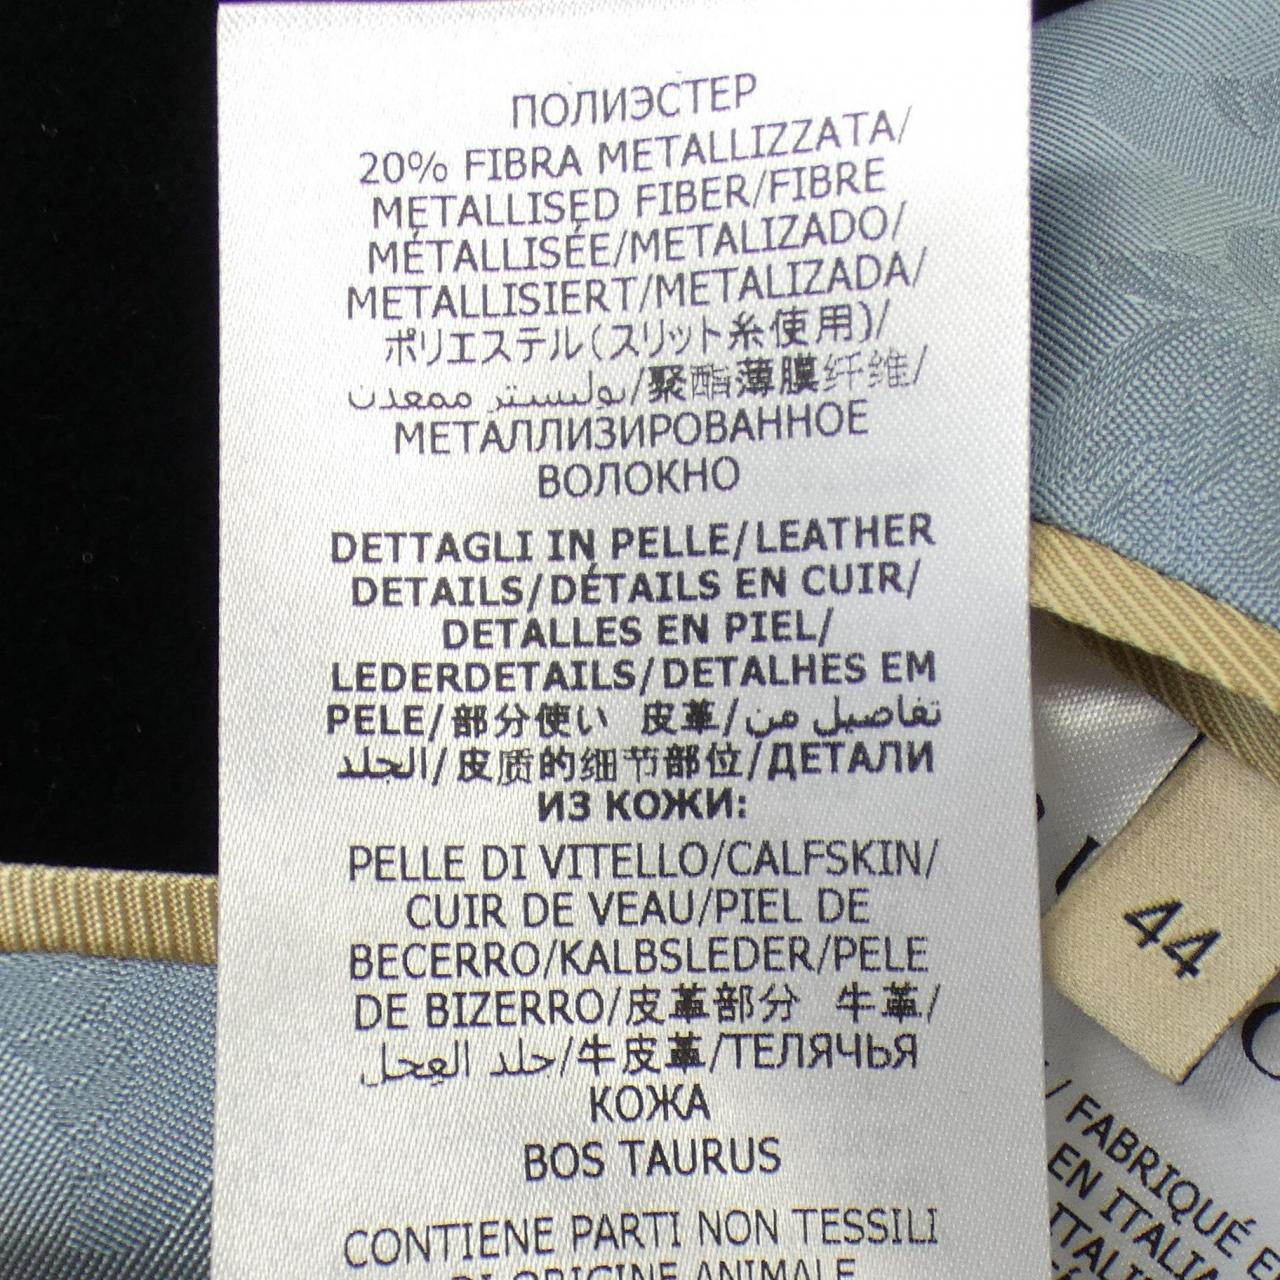 ПОЛИЭСТЕР
20% FIBRA METALLIZZATA/
METALLISED FIBER/FIBRE
MÉTALLISÉE/METALIZADO/
METALLISIERT/METALIZADA/
ポリエステル(スリット糸使用)/
بوليستر ممعدن/聚酯薄膜纤维/
МЕТАЛЛИЗИРОВАННОЕ
ВОЛОКНО
DETTAGLI IN PELLE/LEATHER
DETAILS/DÉTAILS EN CUIR/
DETALLES EN PIEL/
LEDERDETAILS/DETALHES EM
PELE/部分使い 皮革/تفاصيل من
الجلد/皮质的细节部位/ДЕТАЛИ
ИЗ КОЖИ:
PELLE DI VITELLO/CALFSKIN/
CUIR DE VEAU/PIEL DE
BECERRO/KALBSLEDER/PELE
DE BIZERRO/皮革部分 牛革/
جلد العجل/牛皮革/ТЕЛЯЧЬЯ
КОЖА
BOS TAURUS
CONTIENE PARTI NON TESSILI
DI ORIGINE ANIMALE
44
/ FABRIQUÉ E
EN ITALIA